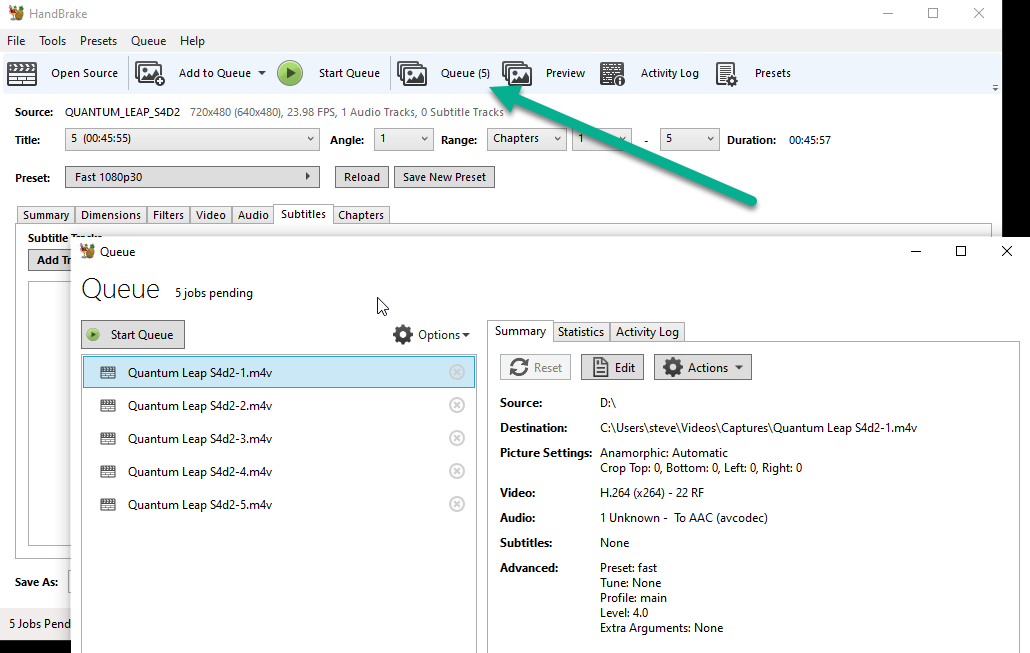 HandBrake
File Tools Presets Queue Help
Open Source Add to Queue Start Queue Queue (5) Preview Activity Log Presets
Source: QUANTUM_LEAP_S4D2 720x480 (640x480), 23.98 FPS, 1 Audio Tracks, 0 Subtitle Tracks
Title: 5 (00:45:55) Angle: 1 Range: Chapters 1 - 5 Duration: 00:45:57
Preset: Fast 1080p30 Reload Save New Preset
Summary Dimensions Filters Video Audio Subtitles Chapters
Subtitle Tracks
Add Tr
Queue
Queue 5 jobs pending
Start Queue Options
Quantum Leap S4d2-1.m4v
Quantum Leap S4d2-2.m4v
Quantum Leap S4d2-3.m4v
Quantum Leap S4d2-4.m4v
Quantum Leap S4d2-5.m4v
Summary Statistics Activity Log
Reset Edit Actions
Source: D:\
Destination: C:\Users\steve\Videos\Captures\Quantum Leap S4d2-1.m4v
Picture Settings: Anamorphic: Automatic
Crop Top: 0, Bottom: 0, Left: 0, Right: 0
Video: H.264 (x264) - 22 RF
Audio: 1 Unknown - To AAC (avcodec)
Subtitles: None
Advanced: Preset: fast
Tune: None
Profile: main
Level: 4.0
Extra Arguments: None
Save As:
5 Jobs Pend